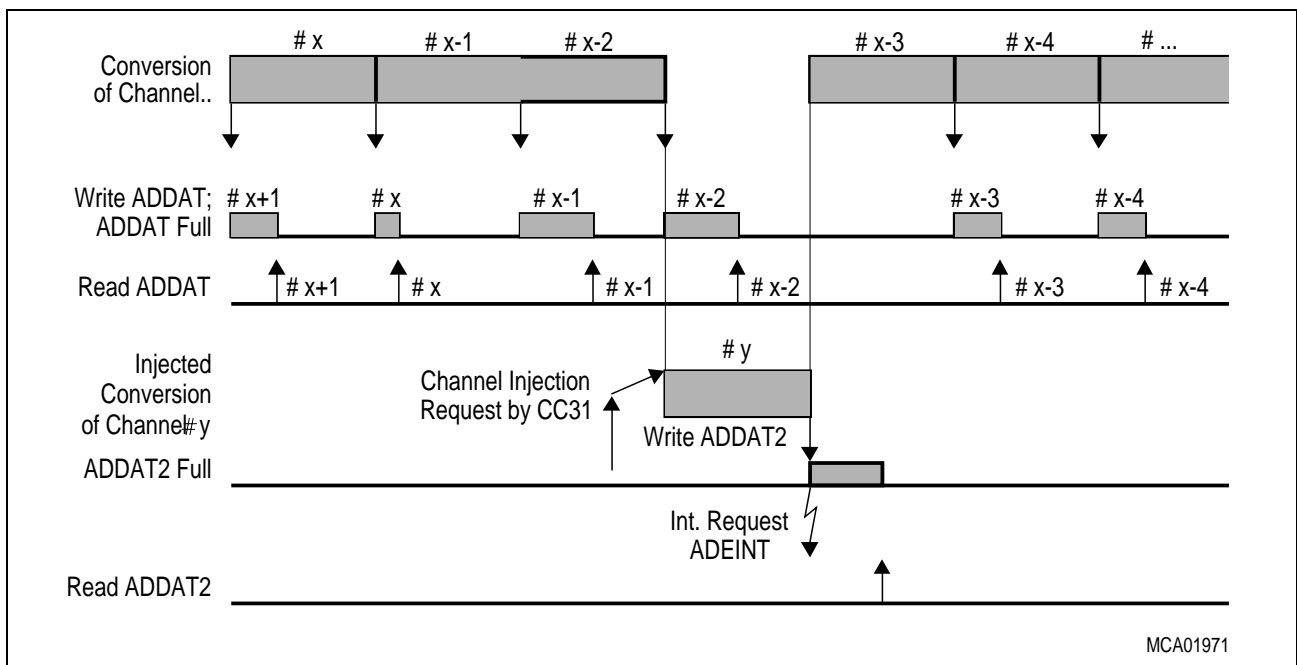 # x # x-1 # x-2 # x-3 # x-4 # ...
Conversion
of Channel..
Write ADDAT;
ADDAT Full
# x+1 # x # x-1 # x-2 # x-3 # x-4
Read ADDAT
# x+1 # x # x-1 # x-2 # x-3 # x-4
Injected
Conversion
of Channel# y
# y
Channel Injection
Request by CC31
Write ADDAT2
ADDAT2 Full
Int. Request
ADEINT
Read ADDAT2
MCA01971